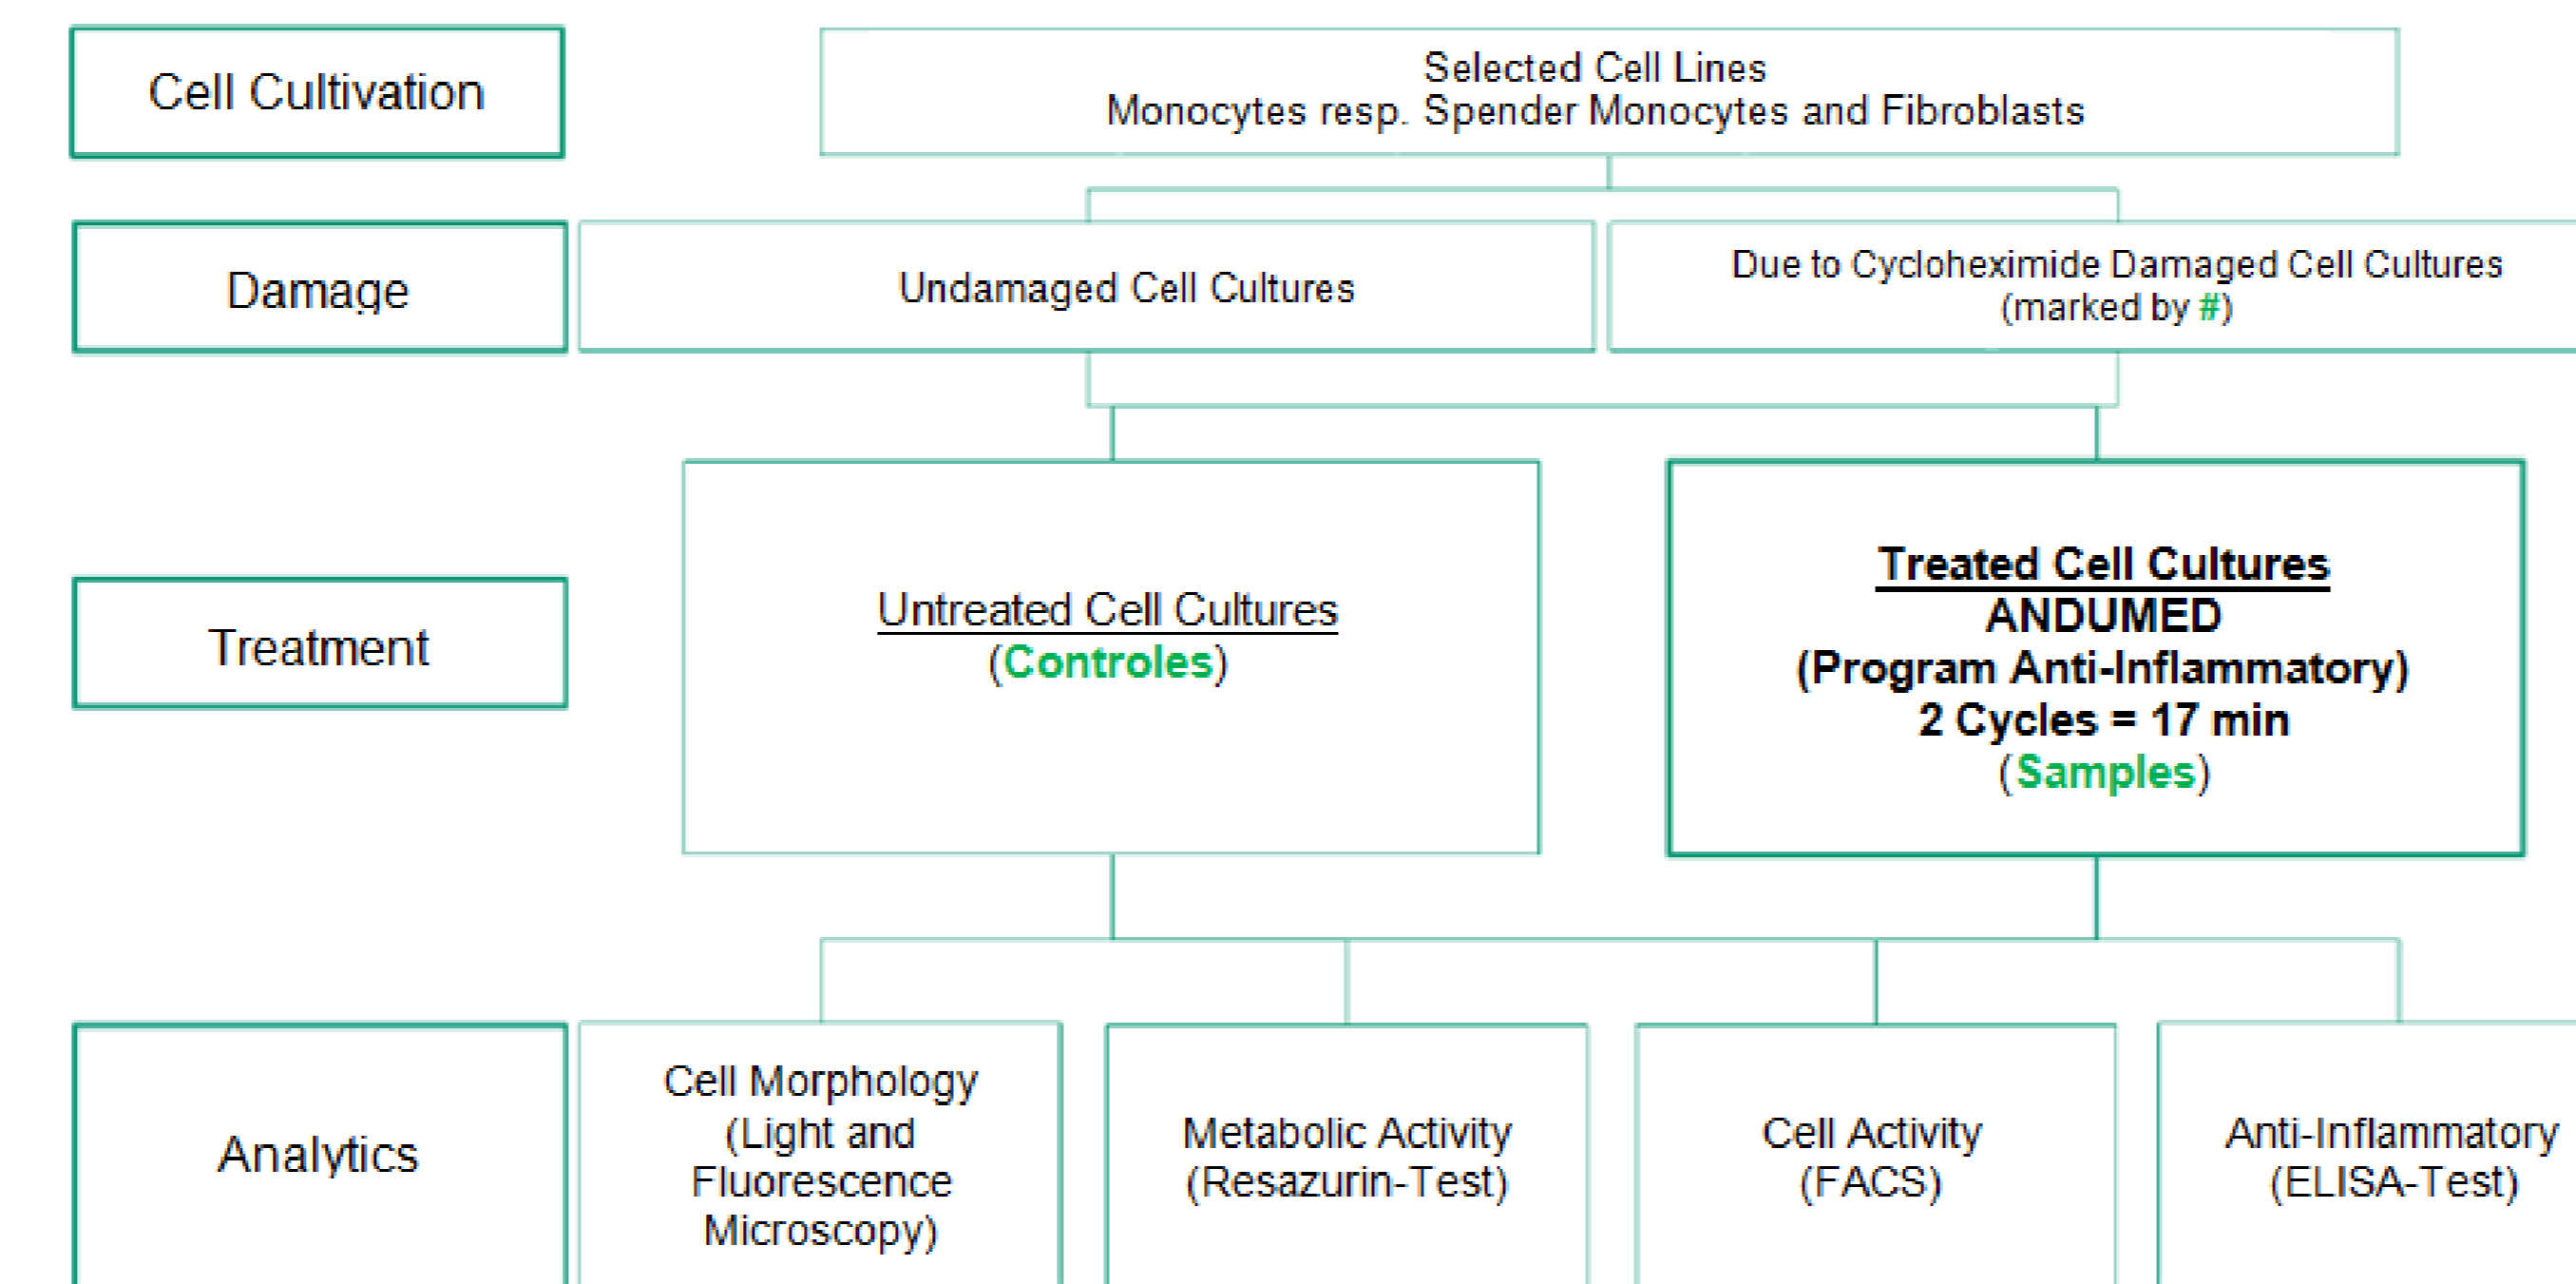 Cell Cultivation
Selected Cell Lines
Monocytes resp. Spender Monocytes and Fibroblasts
Damage
Undamaged Cell Cultures
Due to Cycloheximide Damaged Cell Cultures
(marked by #)
Treatment
Untreated Cell Cultures
(Controles)
Treated Cell Cultures
ANDUMED
(Program Anti-Inflammatory)
2 Cycles = 17 min
(Samples)
Analytics
Cell Morphology
(Light and
Fluorescence
Microscopy)
Metabolic Activity
(Resazurin-Test)
Cell Activity
(FACS)
Anti-Inflammatory
(ELISA-Test)